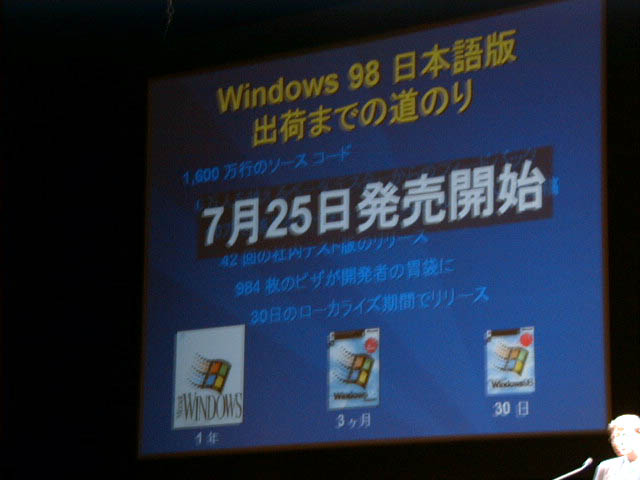 Windows 98 日本語版
出荷までの道のり
1,600 万行のソース コード
7月25日発売開始
42 回の社内テスト版のリリース
984 枚のピザが開発者の胃袋に
30日のローカライズ期間でリリース
Microsoft
WINDOWS
Windows
Windows95
1 年
3 ヶ月
30 日